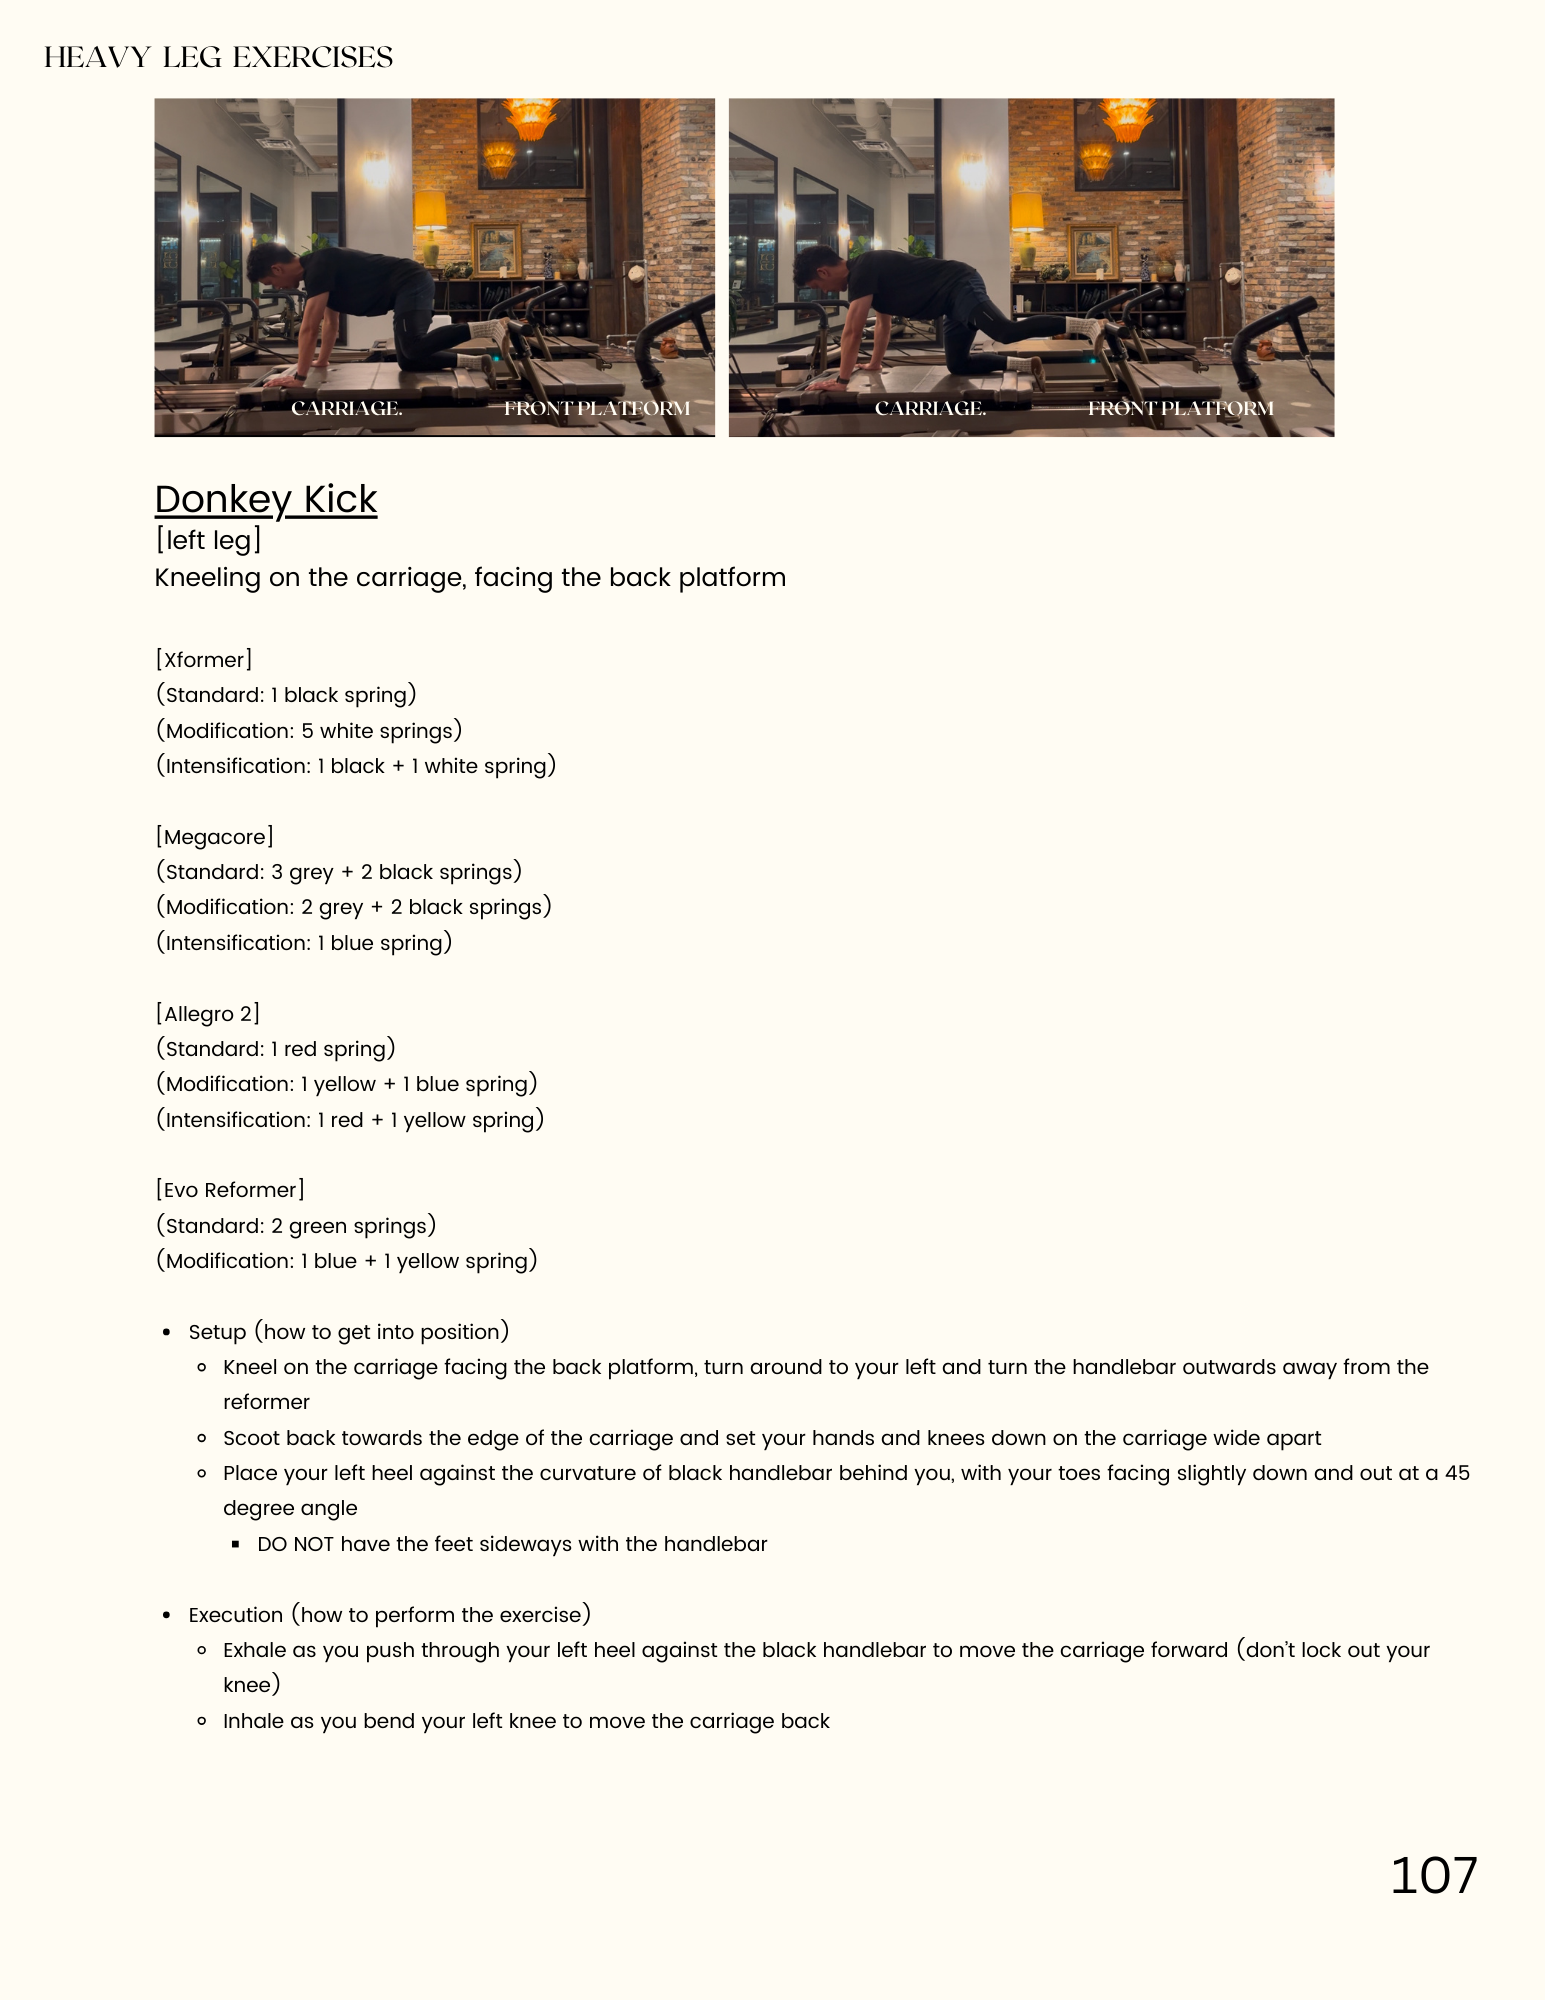 HEAVY LEG EXERCISES
CARRIAGE.
FRONT PLATFORM
CARRIAGE.
FRONT PLATFORM
Donkey Kick
[left leg]
Kneeling on the carriage, facing the back platform
[Xformer]
(Standard: 1 black spring)
(Modification: 5 white springs)
(Intensification: 1 black + 1 white spring)
[Megacore]
(Standard: 3 grey + 2 black springs)
(Modification: 2 grey + 2 black springs)
(Intensification: 1 blue spring)
[Allegro 2]
(Standard: 1 red spring)
(Modification: 1 yellow + 1 blue spring)
(Intensification: 1 red + 1 yellow spring)
[Evo Reformer]
(Standard: 2 green springs)
(Modification: 1 blue + 1 yellow spring)
• Setup (how to get into position)
◦ Kneel on the carriage facing the back platform, turn around to your left and turn the handlebar outwards away from the
reformer
◦ Scoot back towards the edge of the carriage and set your hands and knees down on the carriage wide apart
◦ Place your left heel against the curvature of black handlebar behind you, with your toes facing slightly down and out at a 45
degree angle
▪ DO NOT have the feet sideways with the handlebar
• Execution (how to perform the exercise)
◦ Exhale as you push through your left heel against the black handlebar to move the carriage forward (don't lock out your
knee)
◦ Inhale as you bend your left knee to move the carriage back
107